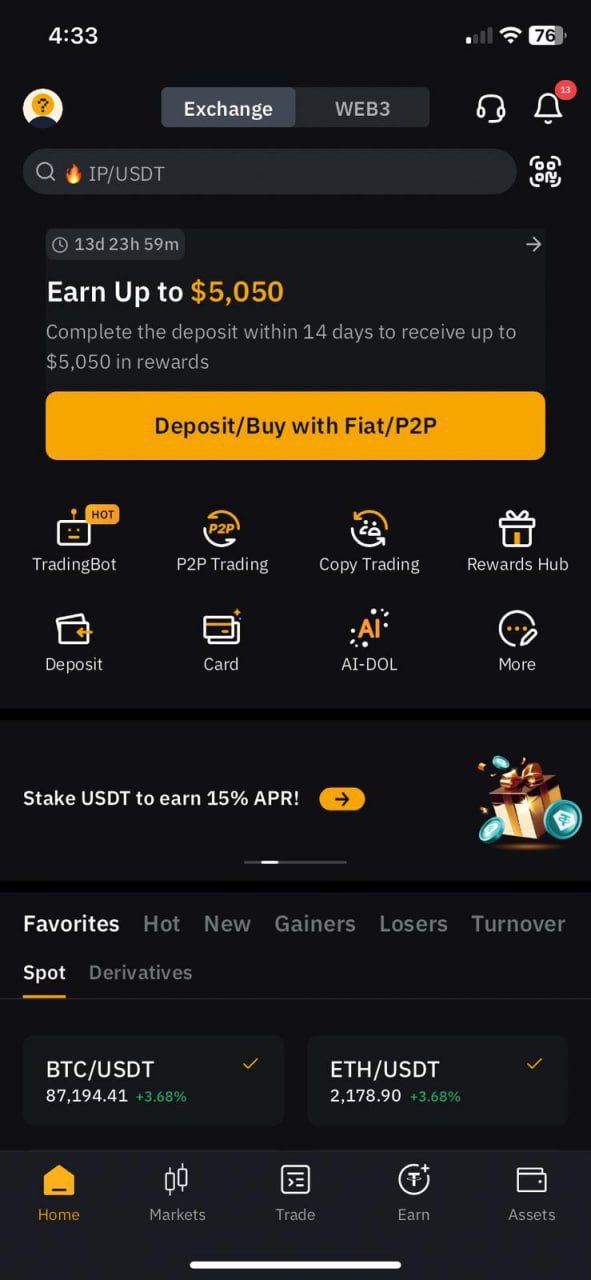 4:33
76
Exchange
WEB3
13
🔥 IP/USDT
13d 23h 59m
Earn Up to $5,050
Complete the deposit within 14 days to receive up to
$5,050 in rewards
Deposit/Buy with Fiat/P2P
HOT
P2P
TradingBot
P2P Trading
Copy Trading
Rewards Hub
AI
Deposit
Card
AI-DOL
More
Stake USDT to earn 15% APR!
Favorites
Hot
New
Gainers
Losers
Turnover
Spot
Derivatives
BTC/USDT
87,194.41 +3.68%
ETH/USDT
2,178.90 +3.68%
Home
Markets
Trade
Earn
Assets